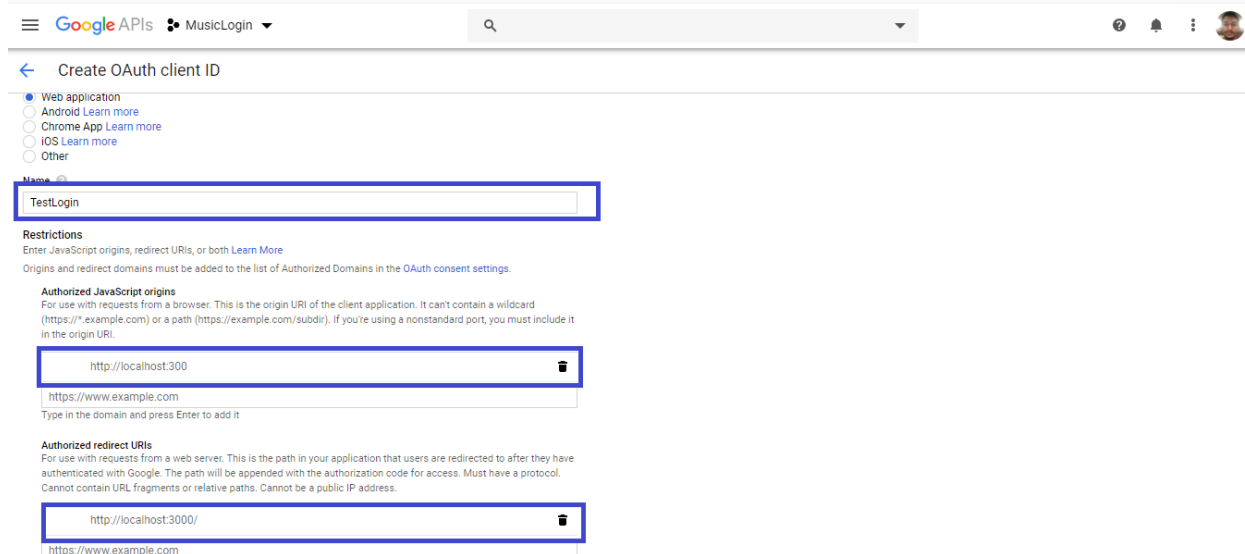 Google APIs MusicLogin
Create OAuth client ID
Web application
Android Learn more
Chrome App Learn more
iOS Learn more
Other
Name
TestLogin
Restrictions
Enter JavaScript origins, redirect URIs, or both Learn More
Origins and redirect domains must be added to the list of Authorized Domains in the OAuth consent settings.
Authorized JavaScript origins
For use with requests from a browser. This is the origin URI of the client application. It can't contain a wildcard
(https://*.example.com) or a path (https://example.com/subdir). If you're using a nonstandard port, you must include it
in the origin URI.
http://localhost:300
https://www.example.com
Type in the domain and press Enter to add it
Authorized redirect URIs
For use with requests from a web server. This is the path in your application that users are redirected to after they have
authenticated with Google. The path will be appended with the authorization code for access. Must have a protocol.
Cannot contain URL fragments or relative paths. Cannot be a public IP address.
http://localhost:3000/
https://www.example.com